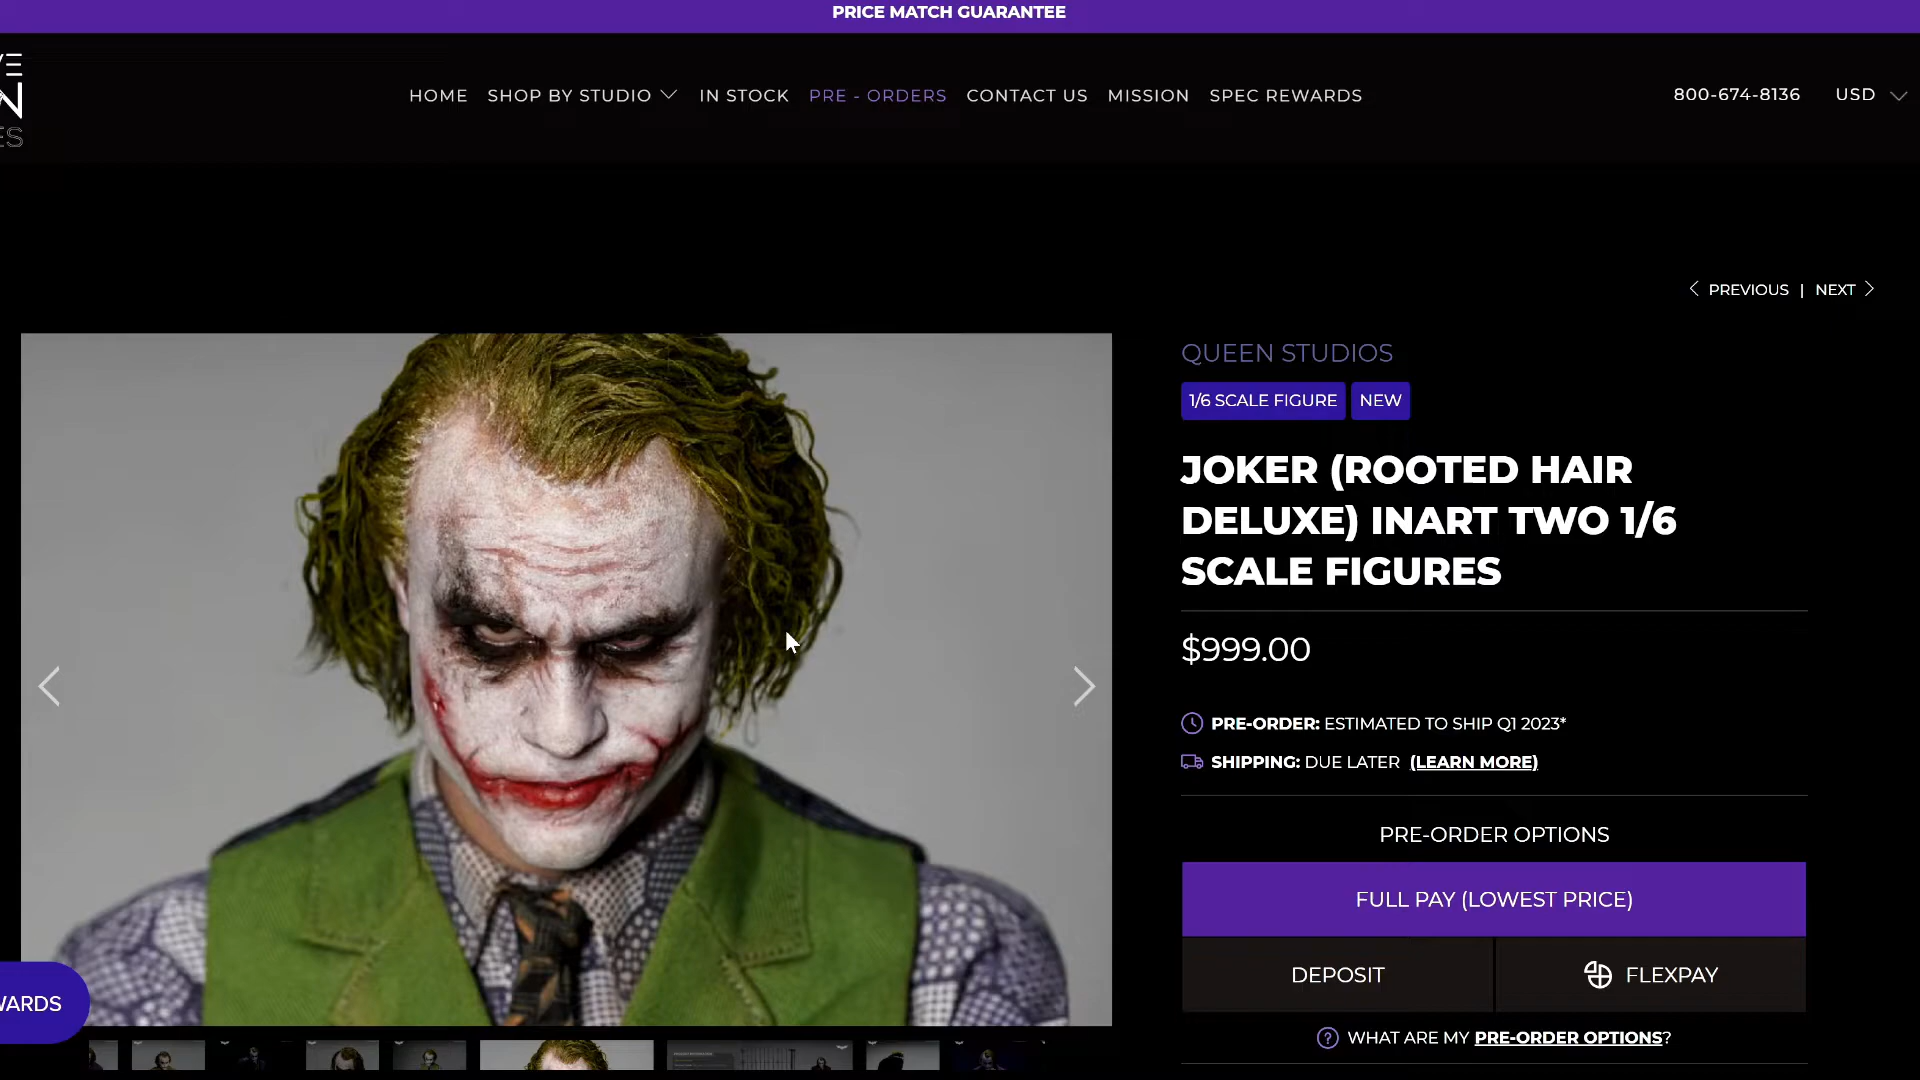 PRICE MATCH GUARANTEE
HOME SHOP BY STUDIO IN STOCK PRE - ORDERS CONTACT US MISSION SPEC REWARDS
800-674-8136 USD
PREVIOUS | NEXT
QUEEN STUDIOS
1/6 SCALE FIGURE NEW
JOKER (ROOTED HAIR
DELUXE) INART TWO 1/6
SCALE FIGURES
$999.00
PRE-ORDER: ESTIMATED TO SHIP Q1 2023*
SHIPPING: DUE LATER (LEARN MORE)
PRE-ORDER OPTIONS
FULL PAY (LOWEST PRICE)
DEPOSIT FLEXPAY
WHAT ARE MY PRE-ORDER OPTIONS?